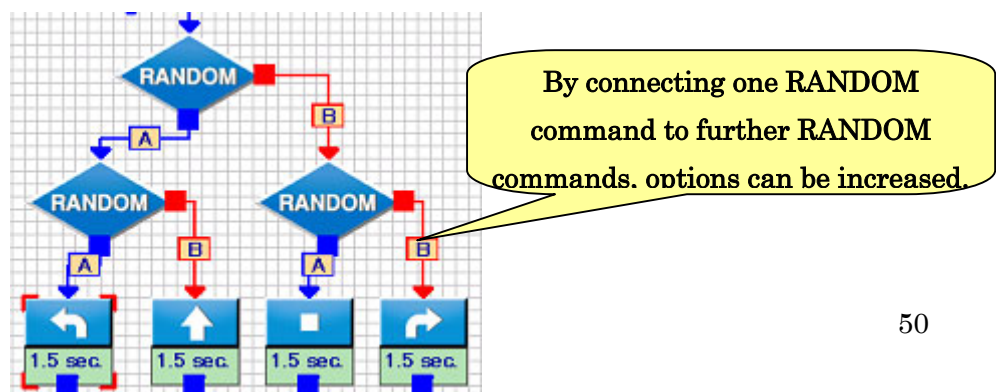 RANDOM
By connecting one RANDOM
command to further RANDOM
commands, options can be increased.
A
B
RANDOM
RANDOM
A
B
A
B
1.5 sec.
1.5 sec.
1.5 sec.
1.5 sec.
50